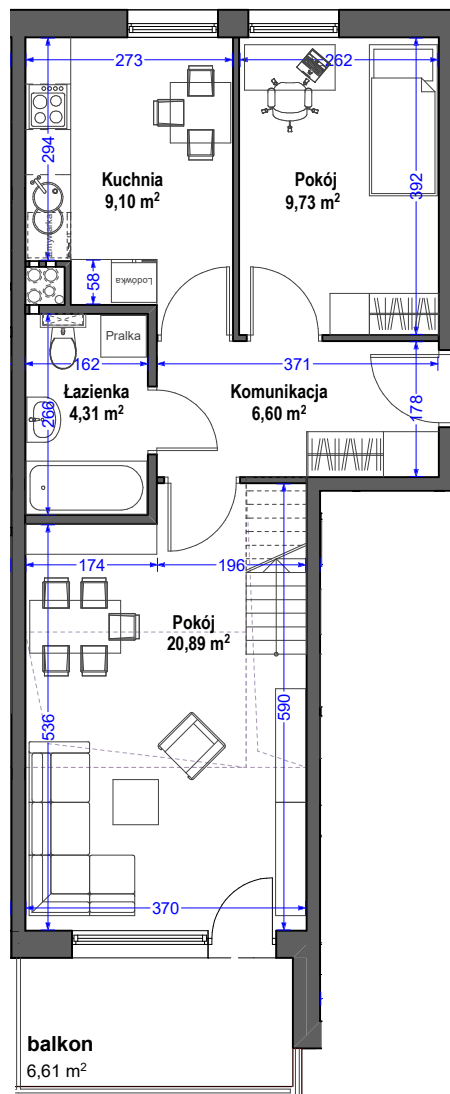 273
262
294
Kuchnia
9,10 m²
Pokój
9,73 m²
392
Zmywarka
58
Lodówka
Pralka
162
371
Łazienka
4,31 m²
266
Komunikacja
6,60 m²
178
174
196
Pokój
20,89 m²
536
590
370
balkon
6,61 m²